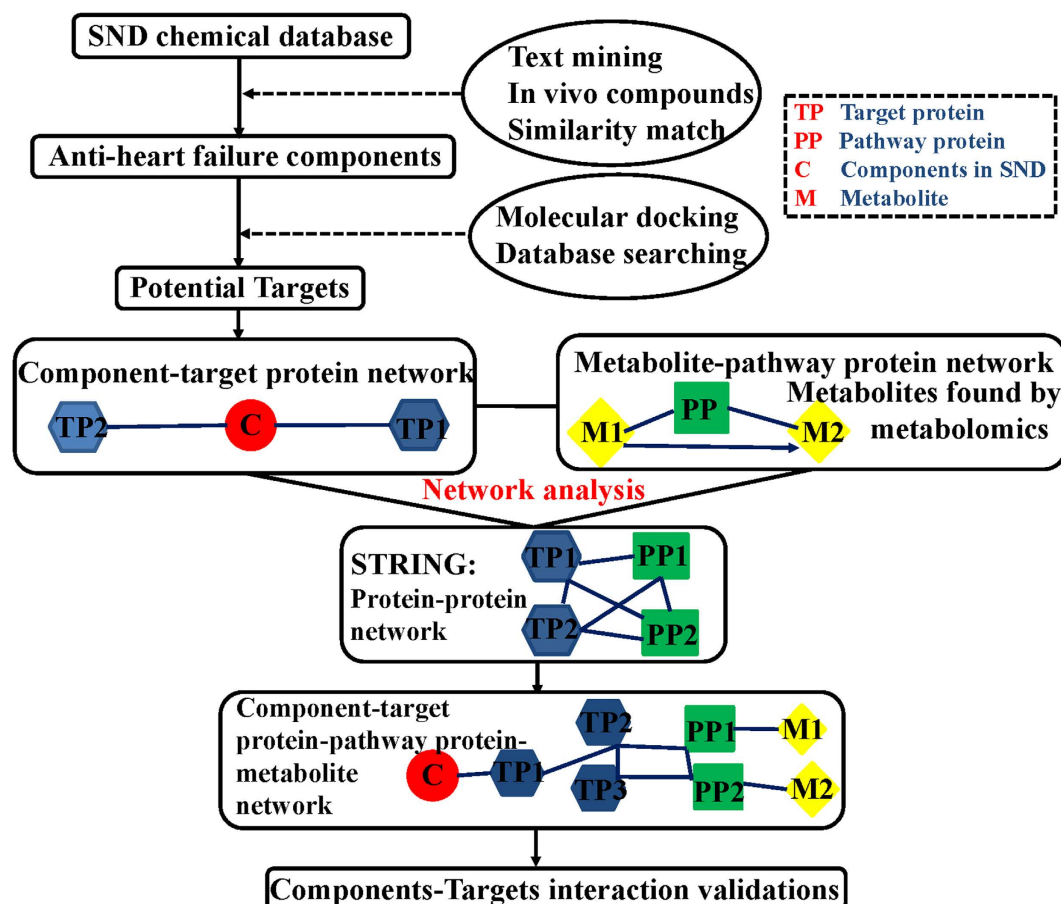 SND chemical database
Text mining
In vivo compounds
Similarity match
TP Target protein
PP Pathway protein
C Components in SND
M Metabolite
Anti-heart failure components
Molecular docking
Database searching
Potential Targets
Component-target protein network
TP2 C TP1
Metabolite-pathway protein network
Metabolites found by
metabolomics
M1 PP M2
Network analysis
STRING:
Protein-protein
network
TP1 PP1
TP2 PP2
Component-target
protein-pathway protein-
metabolite
network
C TP1 TP2 TP3 PP1 PP2 M1 M2
Components-Targets interaction validations